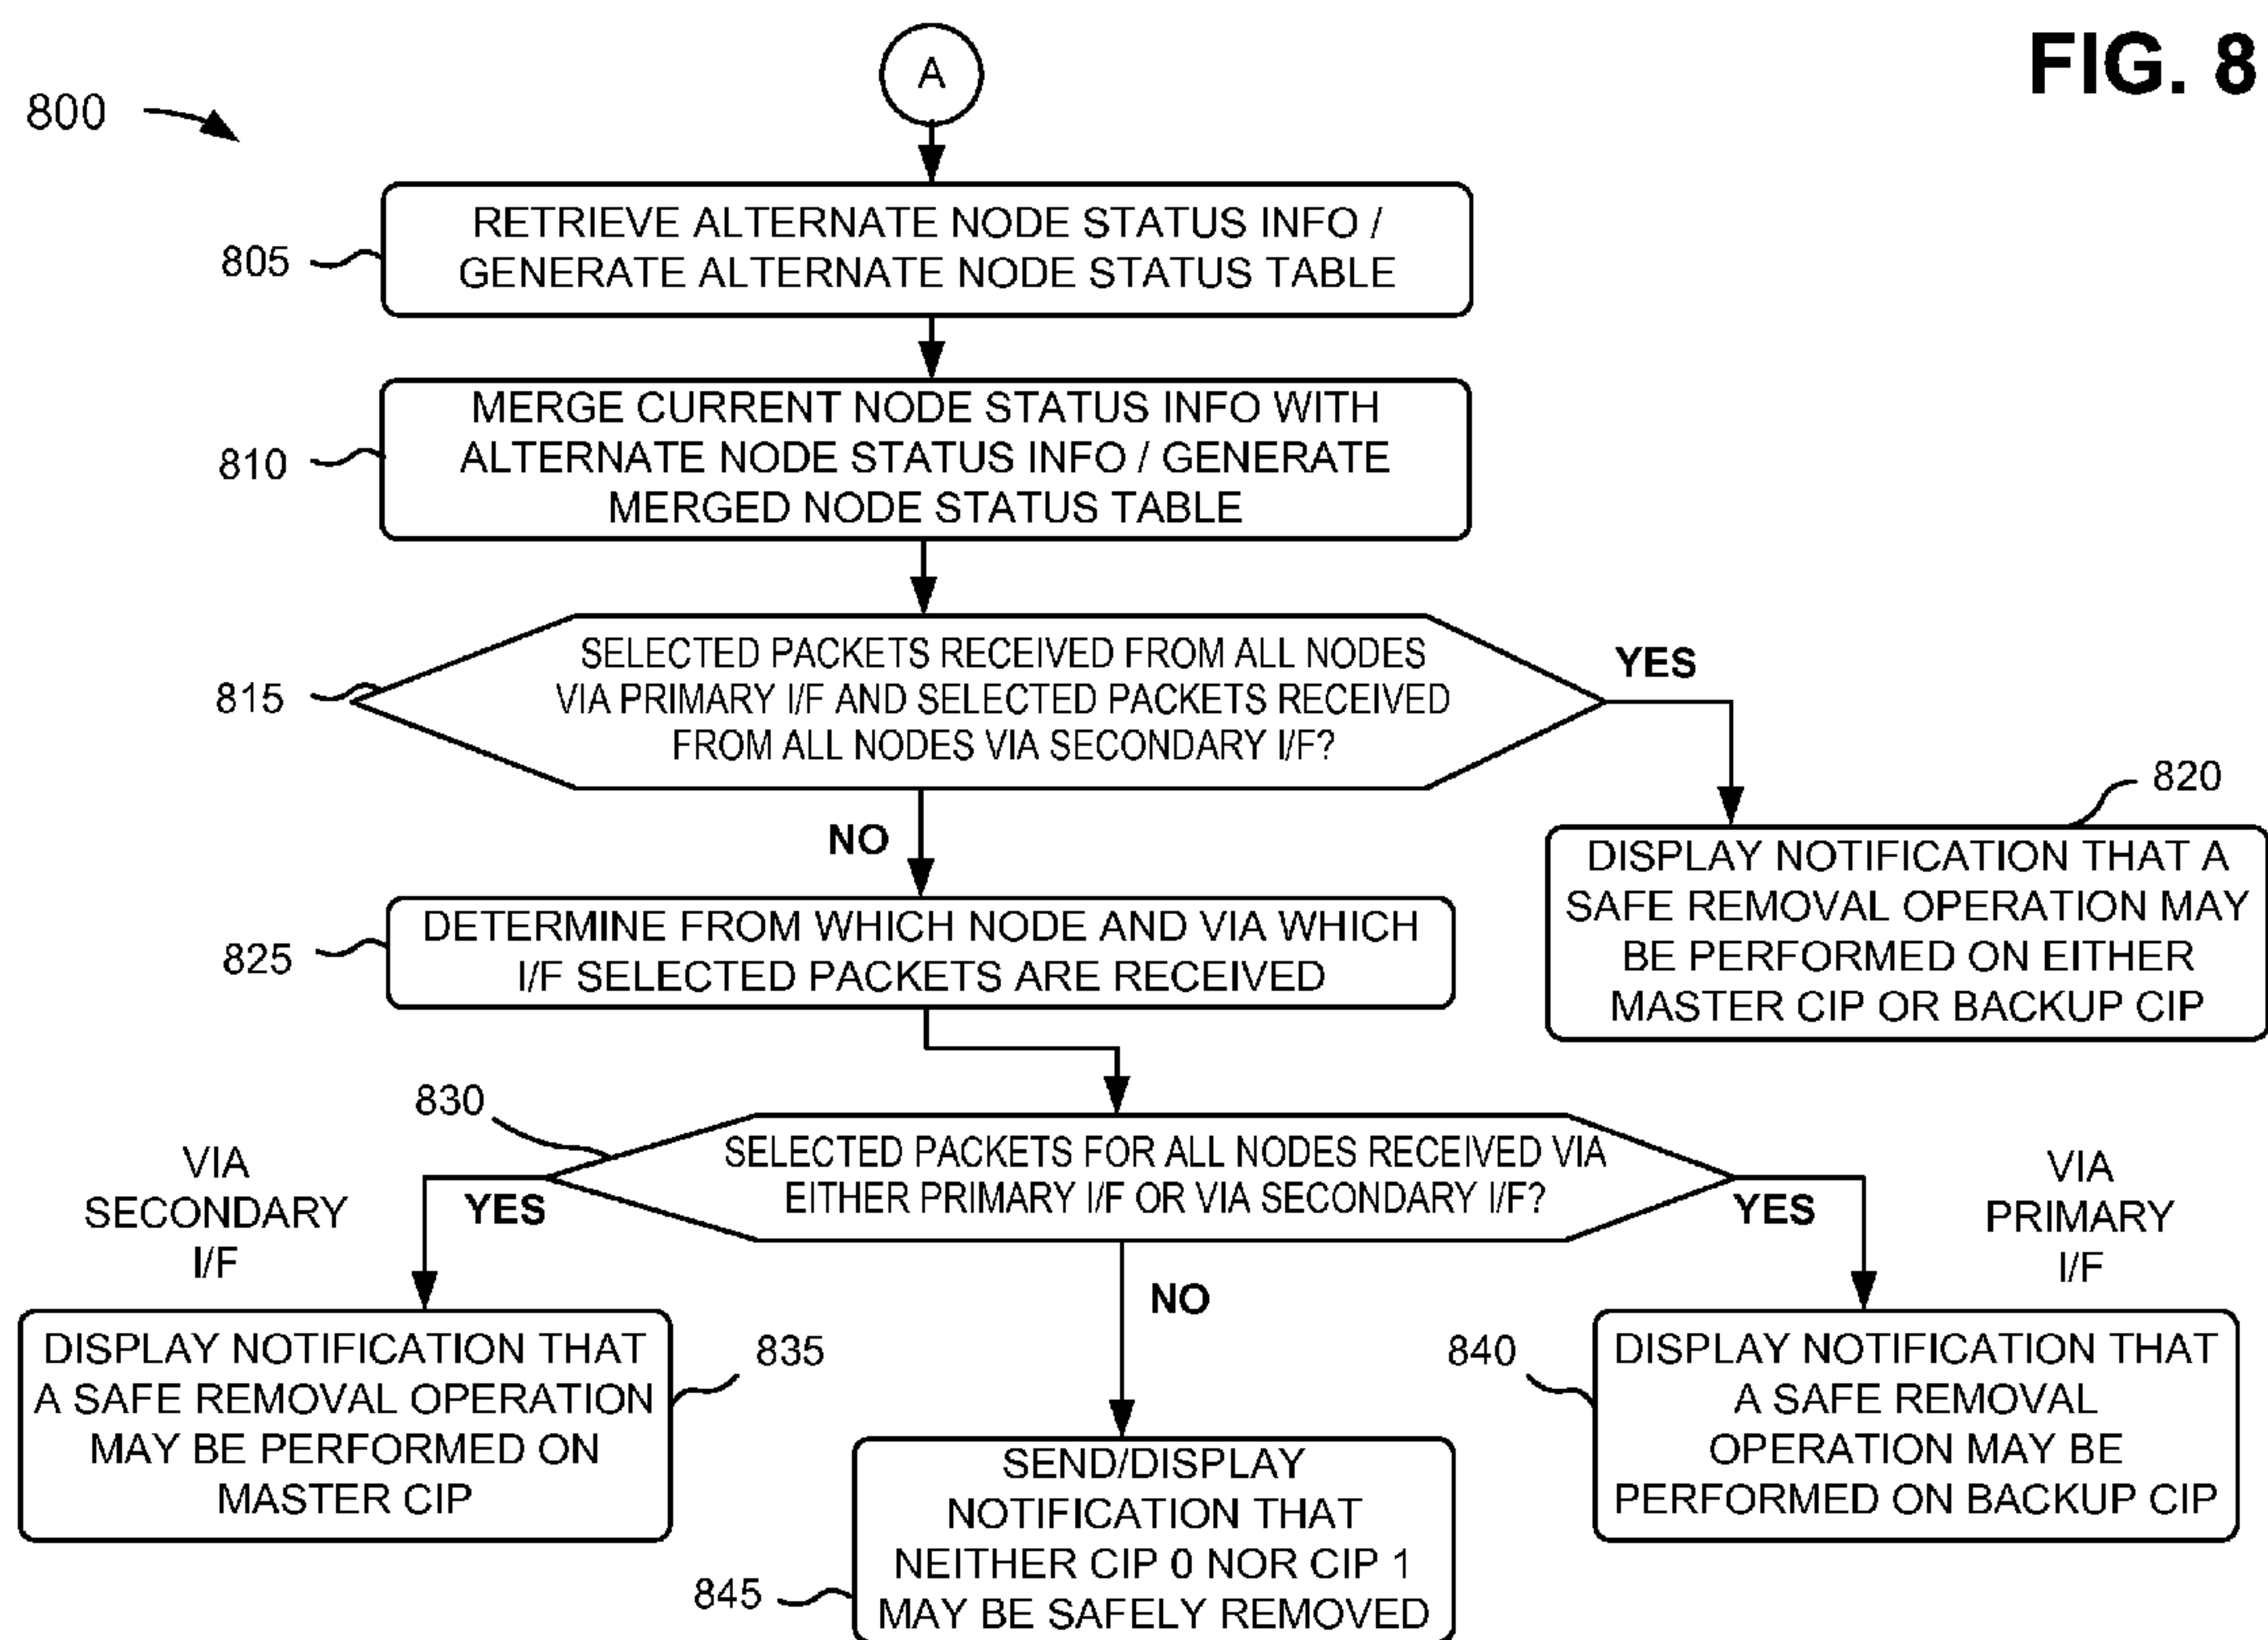 FIG. 8
A
800
RETRIEVE ALTERNATE NODE STATUS INFO /
GENERATE ALTERNATE NODE STATUS TABLE
805
MERGE CURRENT NODE STATUS INFO WITH
ALTERNATE NODE STATUS INFO / GENERATE
MERGED NODE STATUS TABLE
810
SELECTED PACKETS RECEIVED FROM ALL NODES
VIA PRIMARY I/F AND SELECTED PACKETS RECEIVED
FROM ALL NODES VIA SECONDARY I/F?
815
YES
820
NO
DISPLAY NOTIFICATION THAT A
SAFE REMOVAL OPERATION MAY
BE PERFORMED ON EITHER
MASTER CIP OR BACKUP CIP
DETERMINE FROM WHICH NODE AND VIA WHICH
I/F SELECTED PACKETS ARE RECEIVED
825
830
SELECTED PACKETS FOR ALL NODES RECEIVED VIA
EITHER PRIMARY I/F OR VIA SECONDARY I/F?
VIA
SECONDARY
I/F
YES
YES
VIA
PRIMARY
I/F
NO
DISPLAY NOTIFICATION THAT
A SAFE REMOVAL OPERATION
MAY BE PERFORMED ON
MASTER CIP
835
840
DISPLAY NOTIFICATION THAT
A SAFE REMOVAL
OPERATION MAY BE
PERFORMED ON BACKUP CIP
SEND/DISPLAY
NOTIFICATION THAT
NEITHER CIP 0 NOR CIP 1
MAY BE SAFELY REMOVED
845